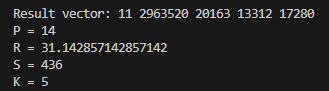 Result vector: 11 2963520 20163 13312 17280
P = 14
R = 31.142857142857142
S = 436
K = 5